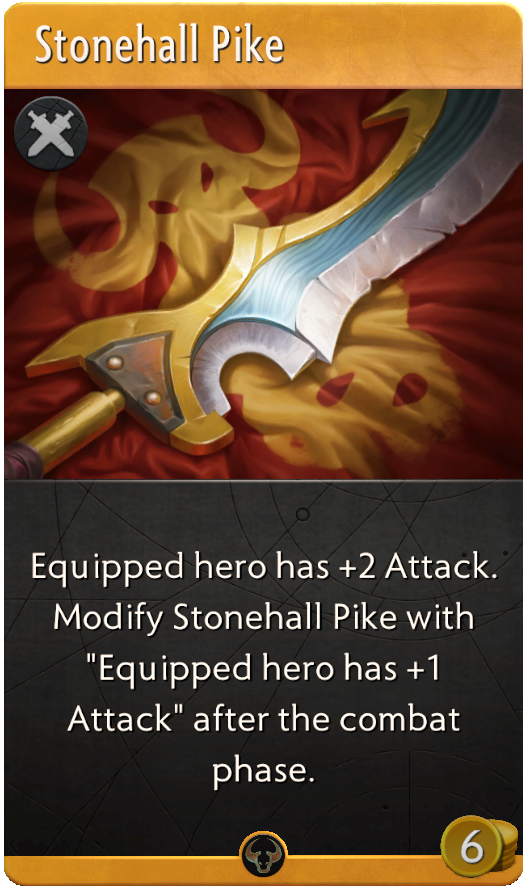 Stonehall Pike
Equipped hero has +2 Attack.
Modify Stonehall Pike with
"Equipped hero has +1
Attack" after the combat
phase.
6